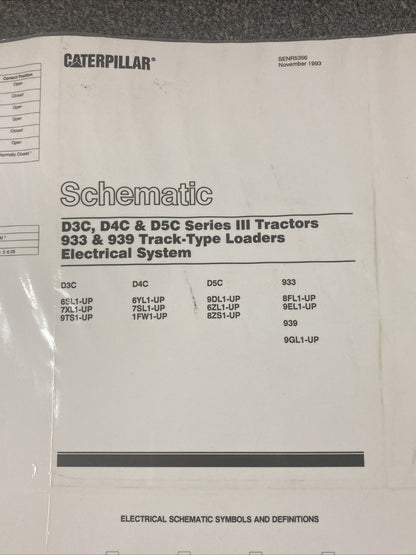 CATERPILLAR®
SENR5356
November 1993
Contact Position
Open
Closed
Open
Open
Closed
Open
Normally Closed
Schematic
D3C, D4C & D5C Series III Tractors
933 & 939 Track-Type Loaders
Electrical System
D3C D4C D5C 933
6SL1-UP 6YL1-UP 9DL1-UP 8FL1-UP
7XL1-UP 7SL1-UP 6ZL1-UP 9EL1-UP
9TS1-UP 1FW1-UP 8ZS1-UP
939
9GL1-UP
ELECTRICAL SCHEMATIC SYMBOLS AND DEFINITIONS